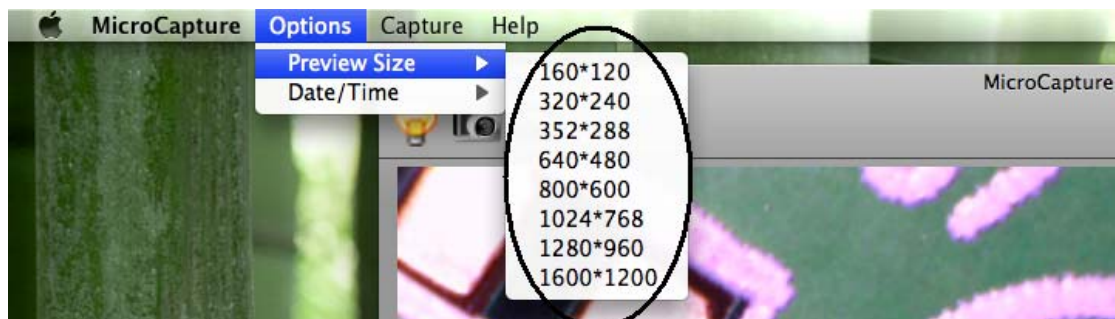 MicroCapture Options Capture Help
Preview Size
Date/Time
160*120
320*240
352*288
640*480
800*600
1024*768
1280*960
1600*1200
MicroCapture